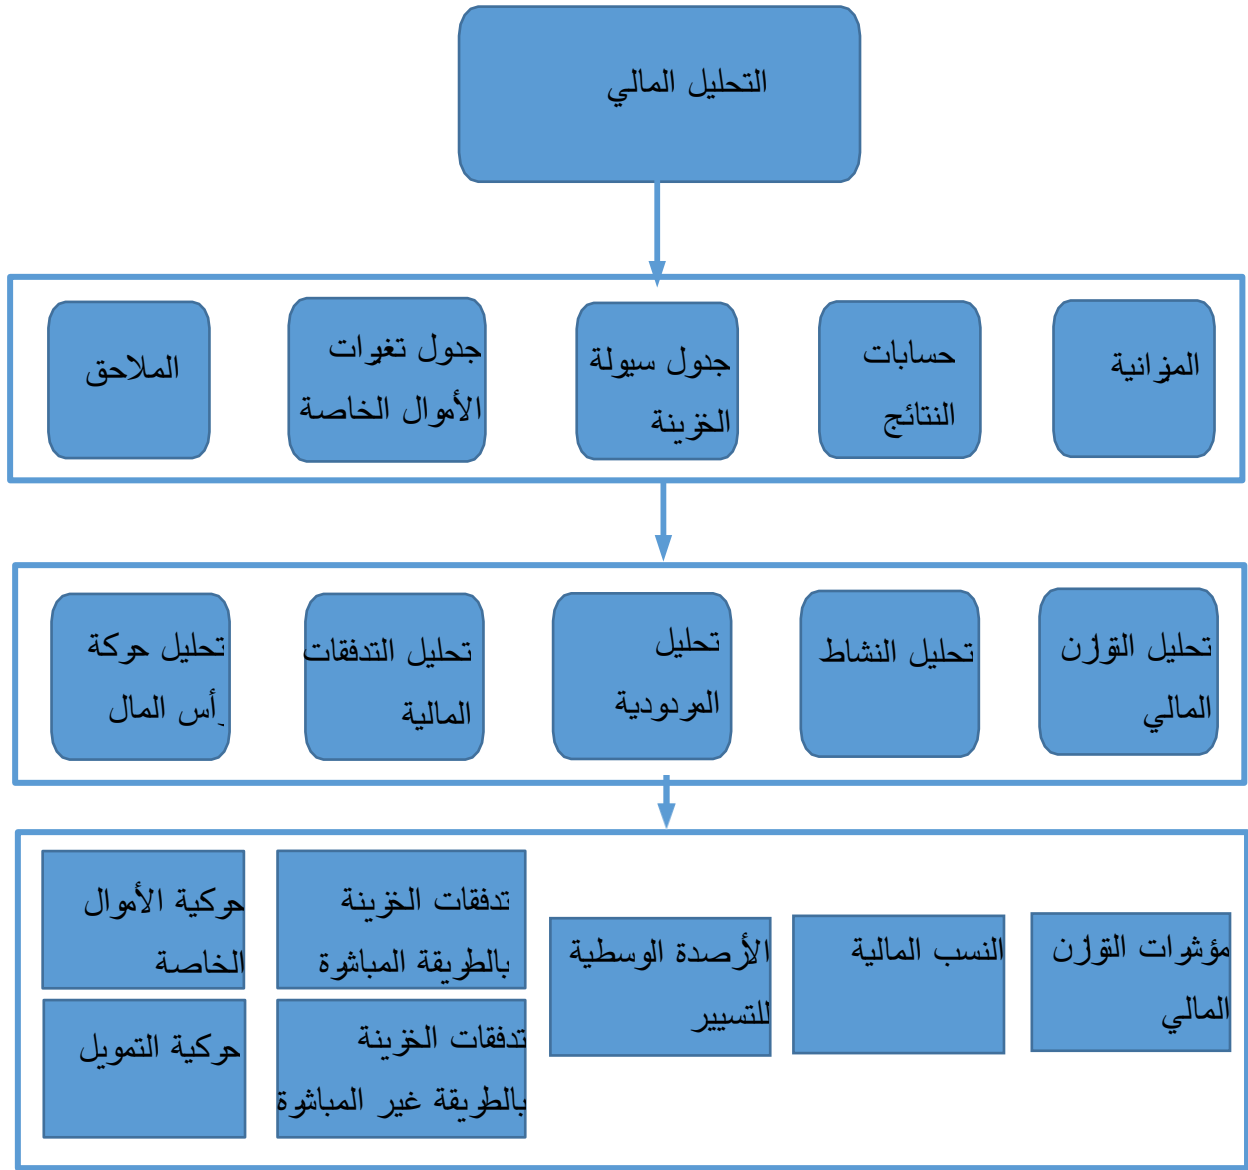 التحليل المالي
الميزانية
حسابات
النتائج
جدول سيولة
الخزينة
جدول تغيرات
الأموال الخاصة
الملاحق
تحليل التوازن
المالي
تحليل النشاط
تحليل
المردودية
تحليل التدفقات
المالية
تحليل حركة
رأس المال
مؤشرات التوازن
المالي
النسب المالية
الأرصدة الوسطية
للتسيير
تدفقات الخزينة
بالطريقة المباشرة
تدفقات الخزينة
بالطريقة غير المباشرة
حركية الأموال
الخاصة
حركية التمويل